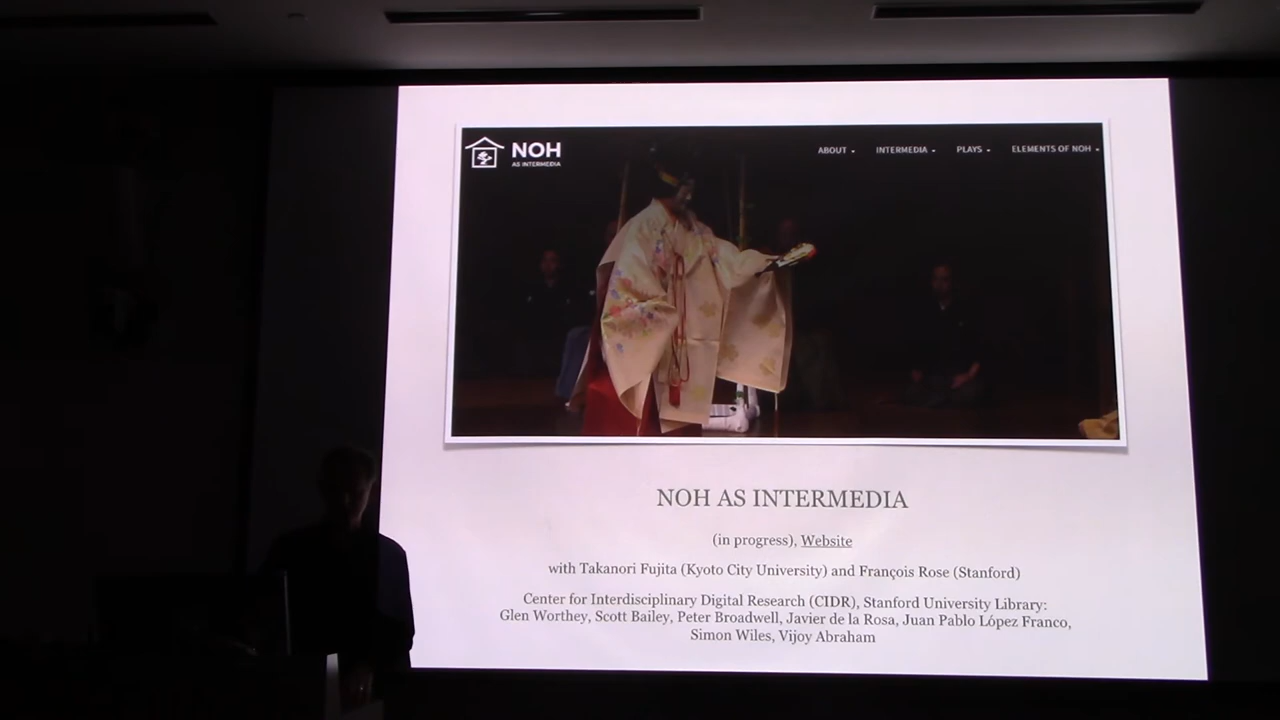 NOH
AS INTERMEDIA
ABOUT
INTERMEDIA
PLAYS
ELEMENTS OF NOH
NOH AS INTERMEDIA
(in progress), Website
with Takanori Fujita (Kyoto City University) and François Rose (Stanford)
Center for Interdisciplinary Digital Research (CIDR), Stanford University Library:
Glen Worthey, Scott Bailey, Peter Broadwell, Javier de la Rosa, Juan Pablo López Franco,
Simon Wiles, Vijoy Abraham